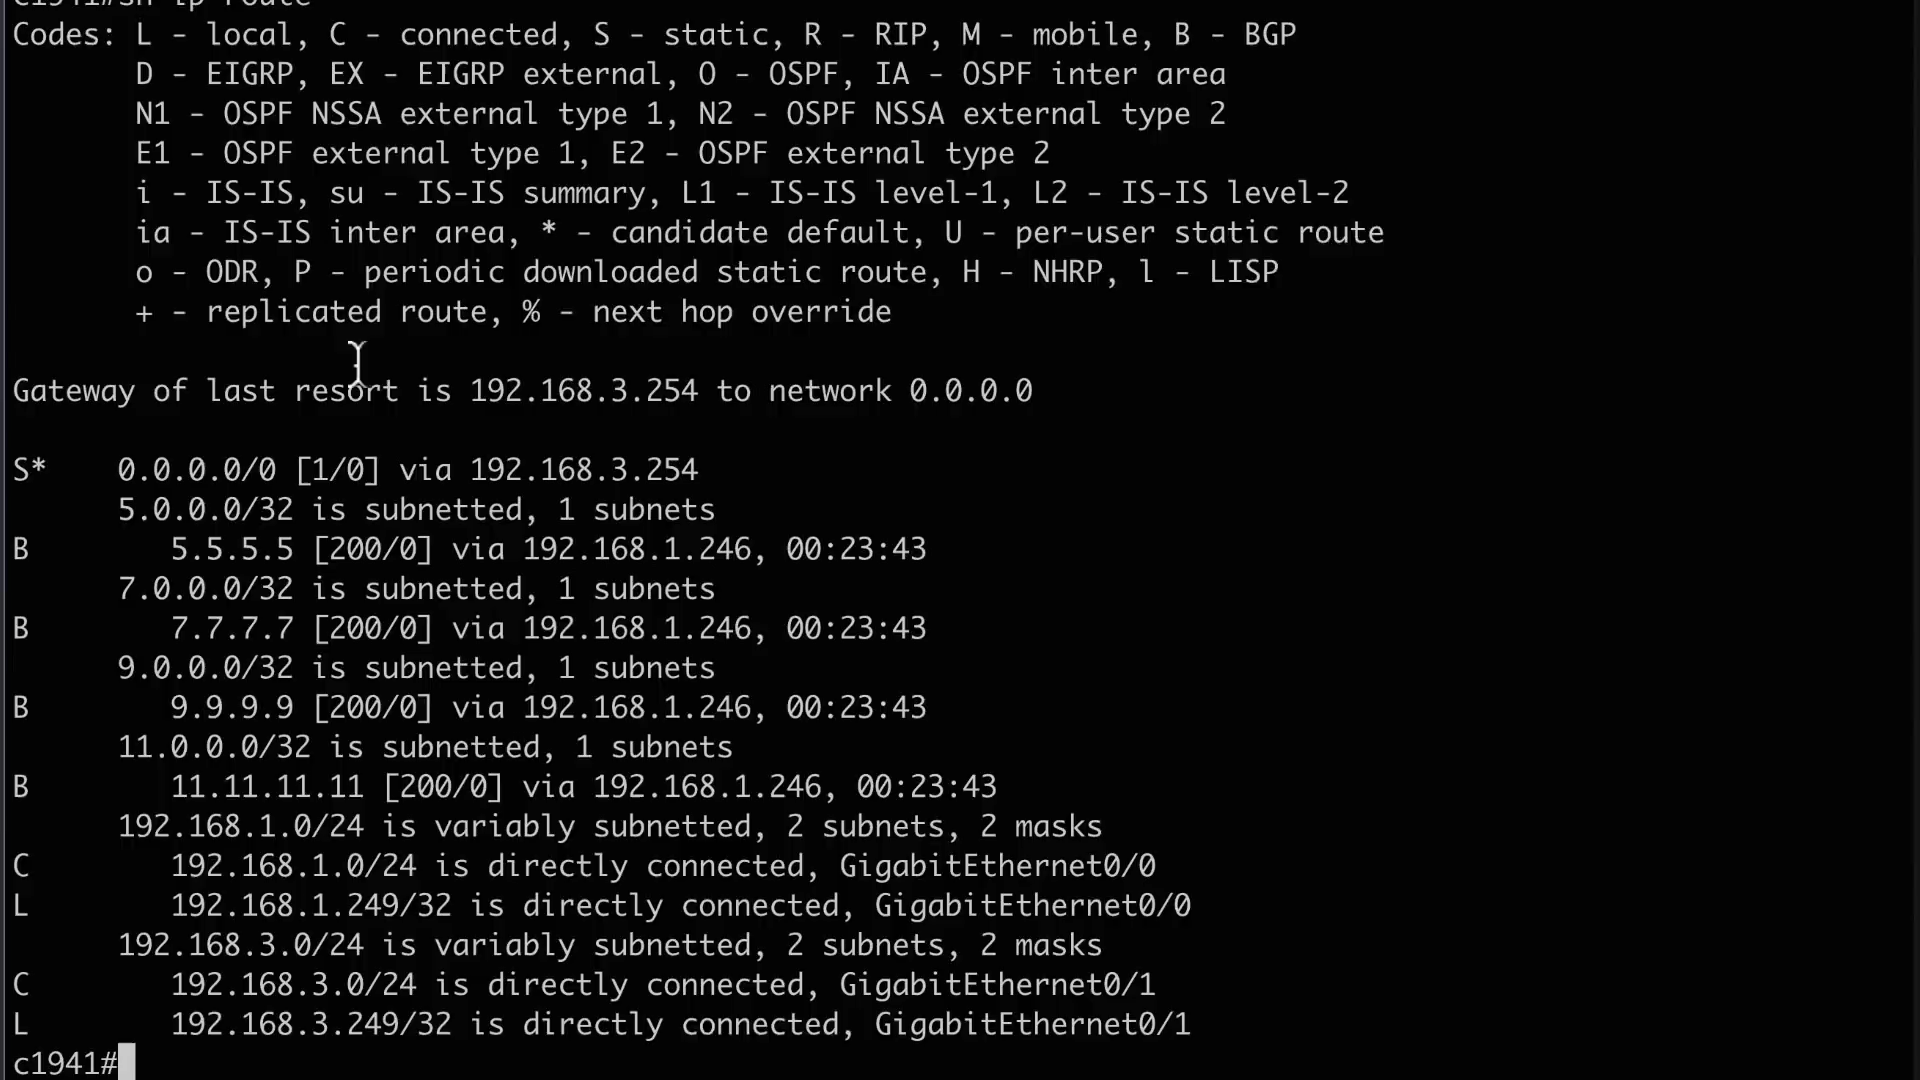 c1941#sh ip route
Codes: L - local, C - connected, S - static, R - RIP, M - mobile, B - BGP
       D - EIGRP, EX - EIGRP external, O - OSPF, IA - OSPF inter area
       N1 - OSPF NSSA external type 1, N2 - OSPF NSSA external type 2
       E1 - OSPF external type 1, E2 - OSPF external type 2
       i - IS-IS, su - IS-IS summary, L1 - IS-IS level-1, L2 - IS-IS level-2
       ia - IS-IS inter area, * - candidate default, U - per-user static route
       o - ODR, P - periodic downloaded static route, H - NHRP, l - LISP
       + - replicated route, % - next hop override
Gateway of last resort is 192.168.3.254 to network 0.0.0.0
S*    0.0.0.0/0 [1/0] via 192.168.3.254
      5.0.0.0/32 is subnetted, 1 subnets
B        5.5.5.5 [200/0] via 192.168.1.246, 00:23:43
      7.0.0.0/32 is subnetted, 1 subnets
B        7.7.7.7 [200/0] via 192.168.1.246, 00:23:43
      9.0.0.0/32 is subnetted, 1 subnets
B        9.9.9.9 [200/0] via 192.168.1.246, 00:23:43
      11.0.0.0/32 is subnetted, 1 subnets
B        11.11.11.11 [200/0] via 192.168.1.246, 00:23:43
      192.168.1.0/24 is variably subnetted, 2 subnets, 2 masks
C        192.168.1.0/24 is directly connected, GigabitEthernet0/0
L        192.168.1.249/32 is directly connected, GigabitEthernet0/0
      192.168.3.0/24 is variably subnetted, 2 subnets, 2 masks
C        192.168.3.0/24 is directly connected, GigabitEthernet0/1
L        192.168.3.249/32 is directly connected, GigabitEthernet0/1
c1941#